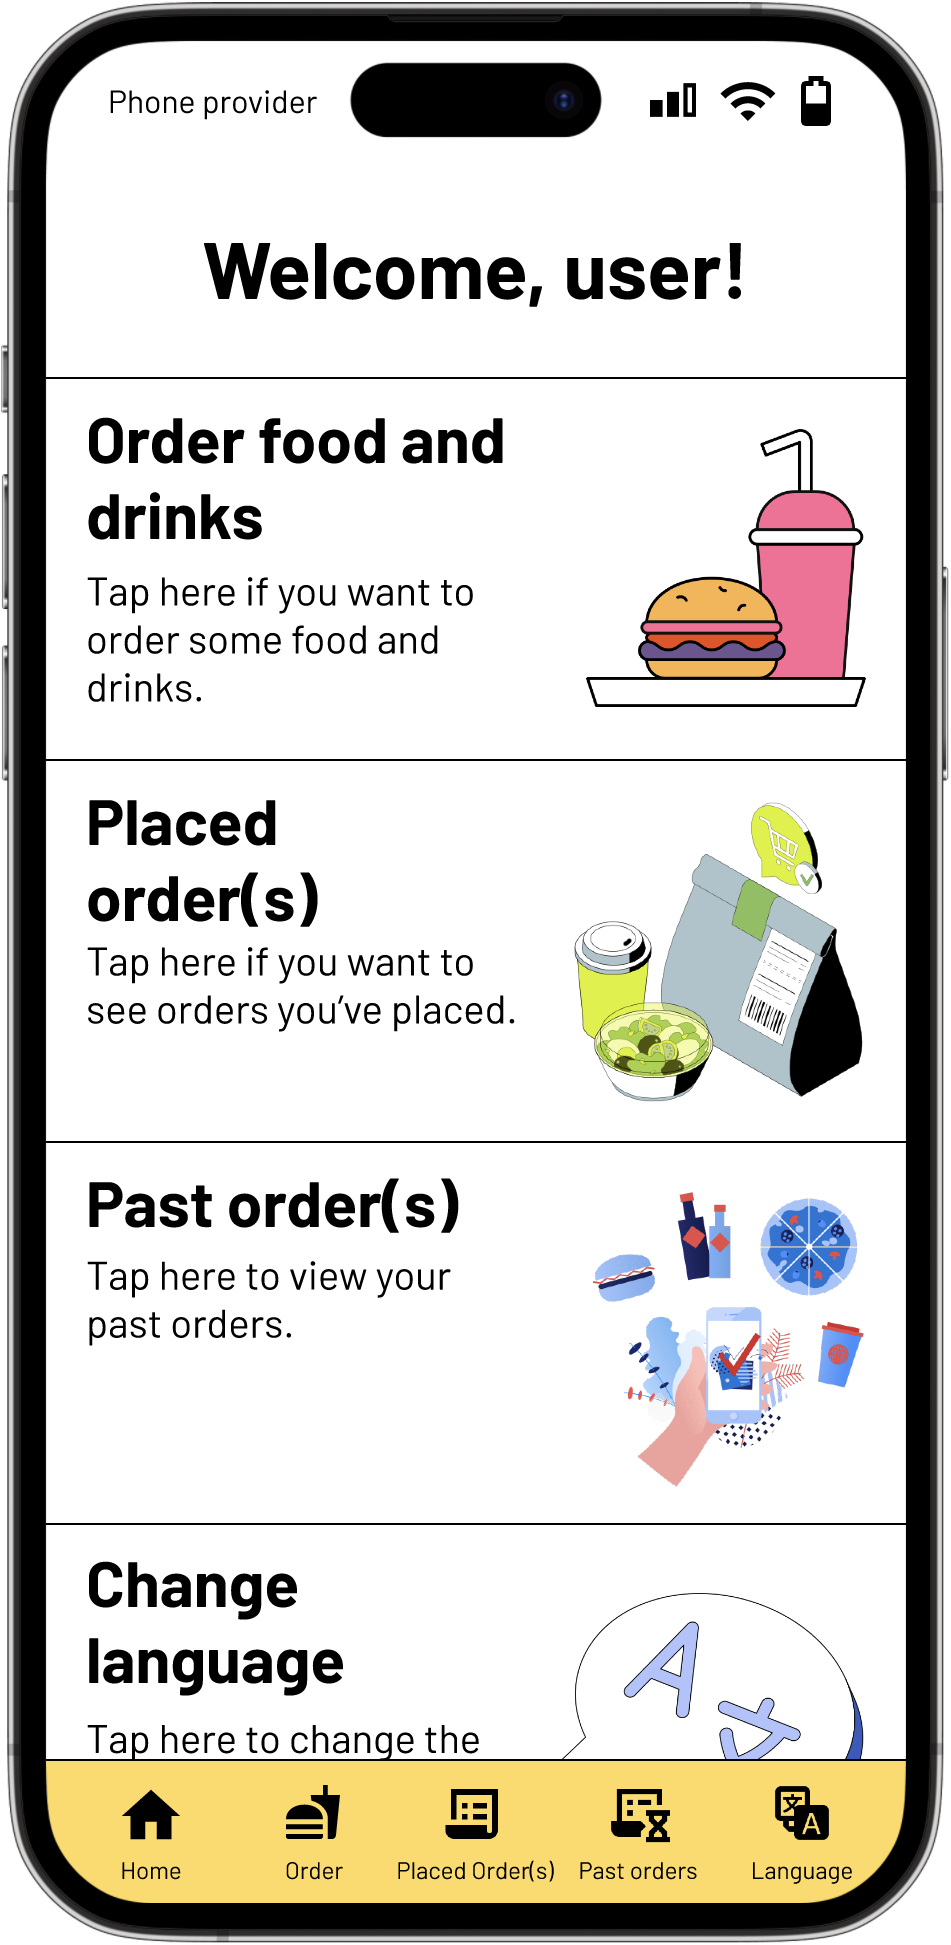 Phone provider
Welcome, user!
Order food and
drinks
Tap here if you want to
order some food and
drinks.
Placed
order(s)
Tap here if you want to
see orders you’ve placed.
Past order(s)
Tap here to view your
past orders.
Change
language
Tap here to change the
Home
Order
Placed Order(s)
Past orders
Language